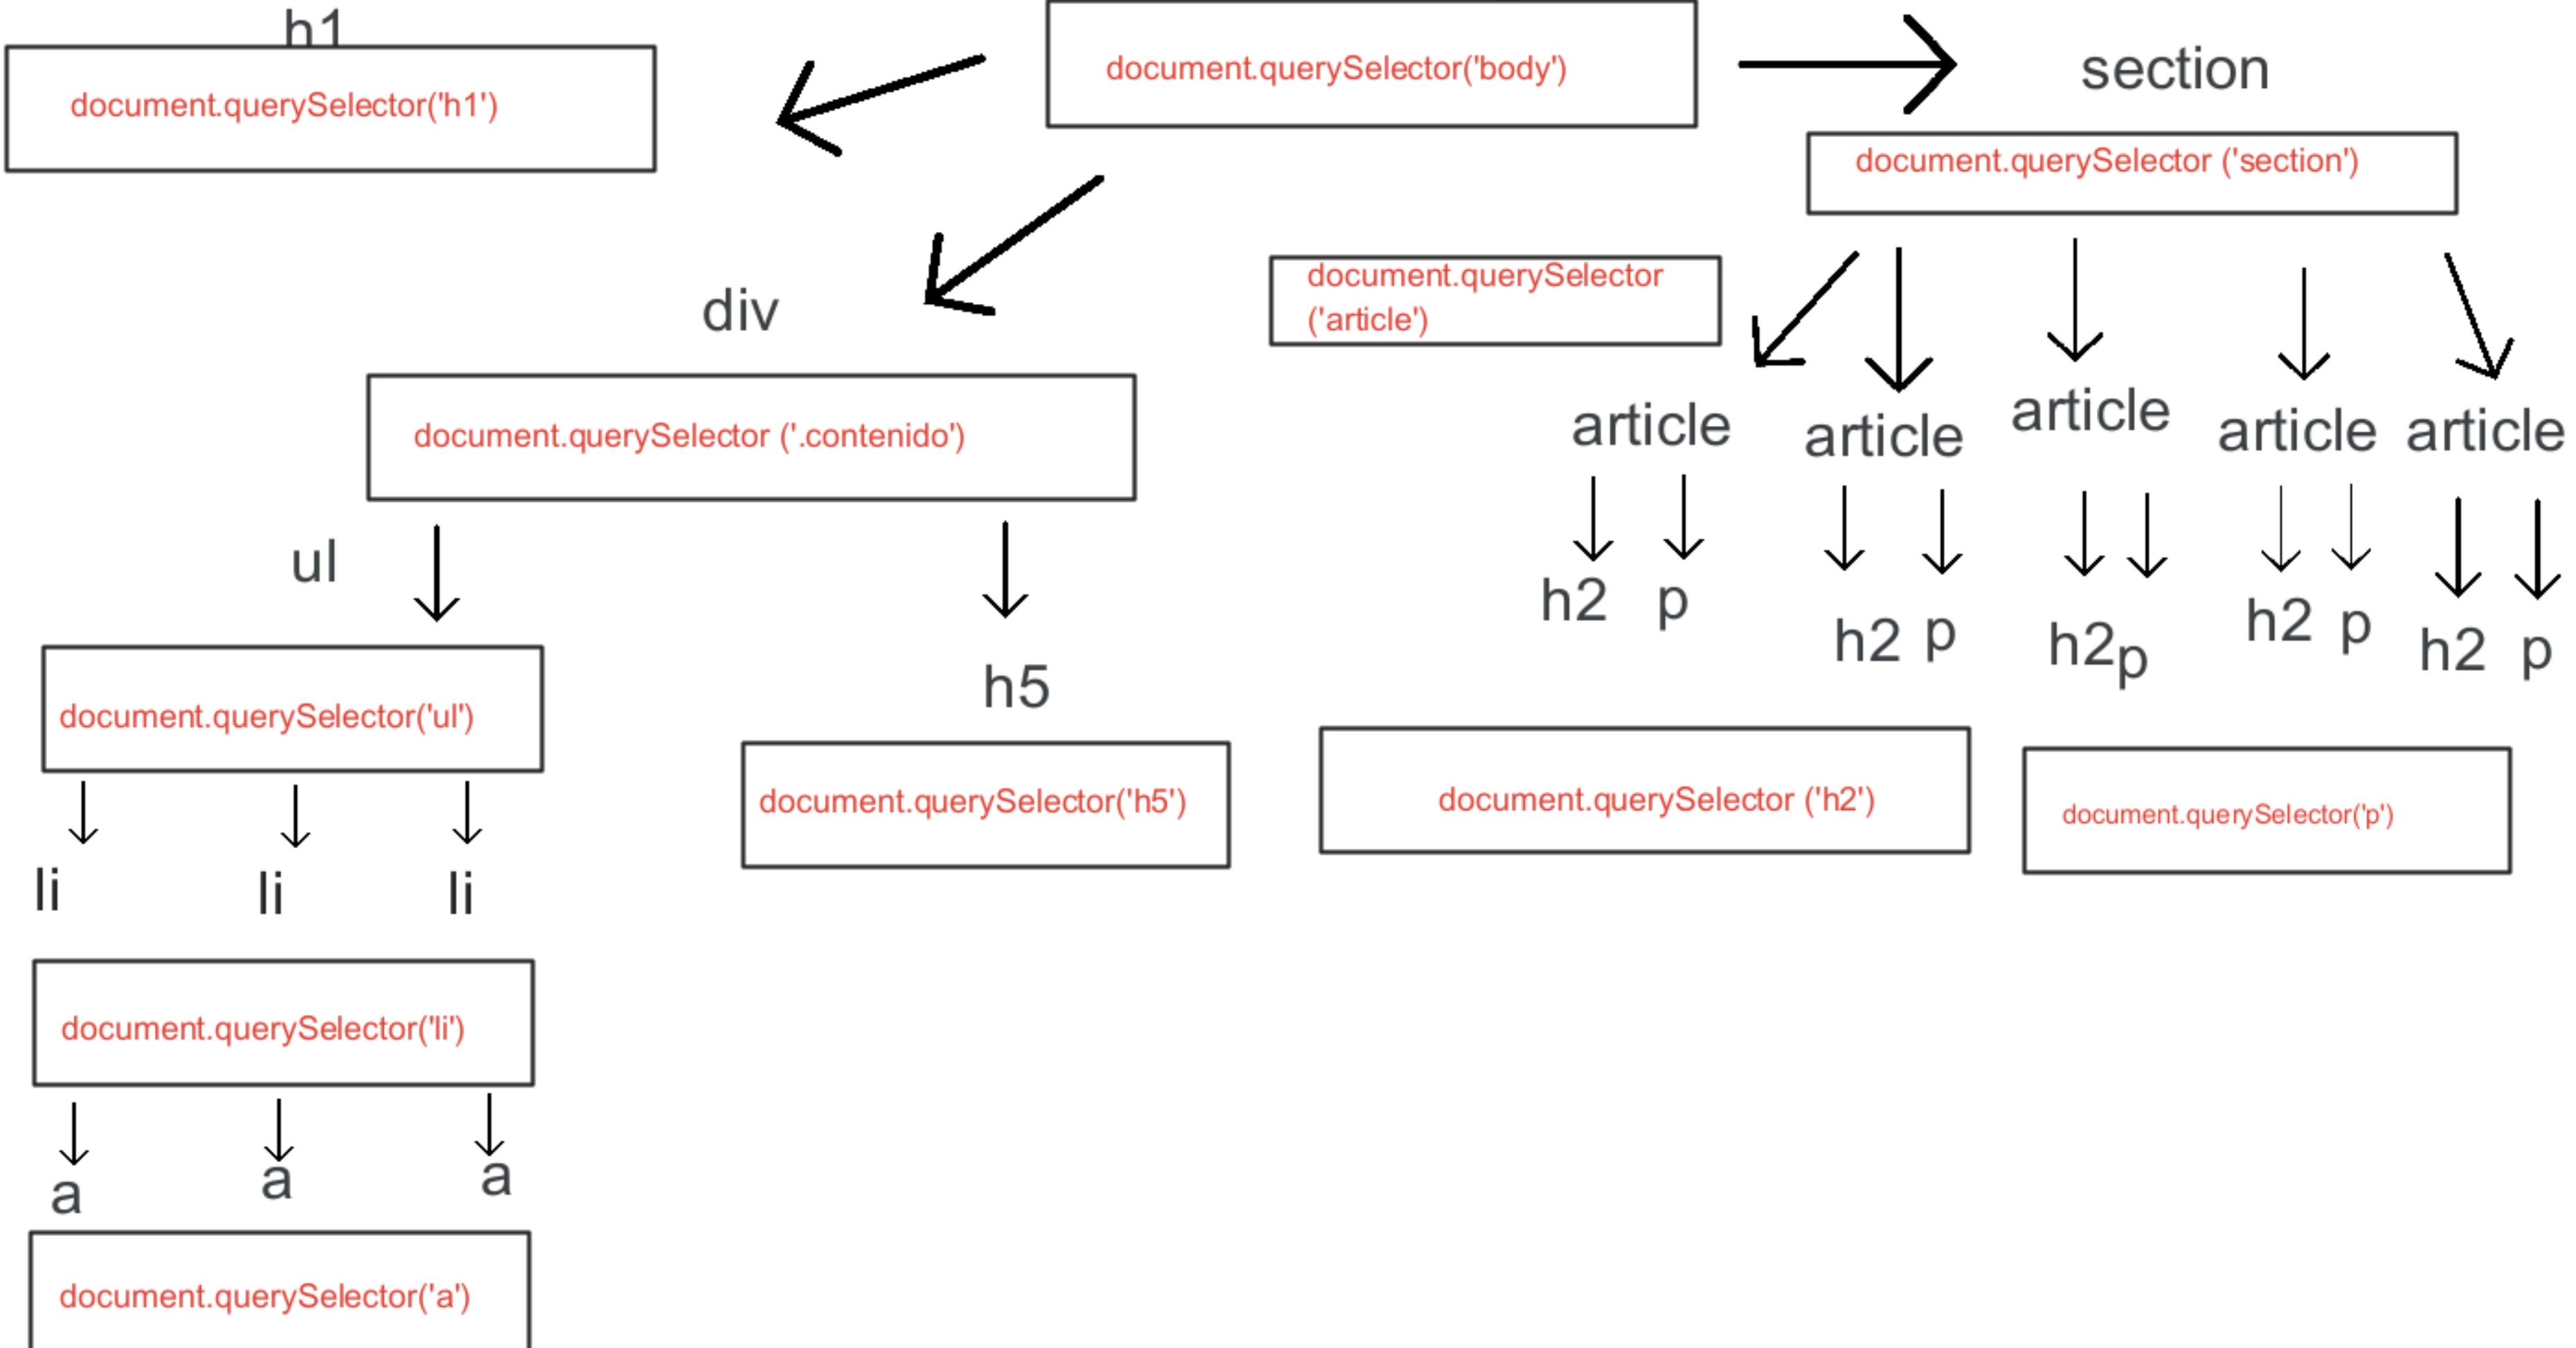 h1
document.querySelector('h1')
document.querySelector('body')
section
document.querySelector ('section')
div
document.querySelector ('.contenido')
document.querySelector
('article')
article
article
article
article
article
h2 p
h2 p
h2 p
h2 p
h2 p
document.querySelector ('h2')
document.querySelector('p')
ul
document.querySelector('ul')
h5
document.querySelector('h5')
li
li
li
document.querySelector('li')
a
a
a
document.querySelector('a')